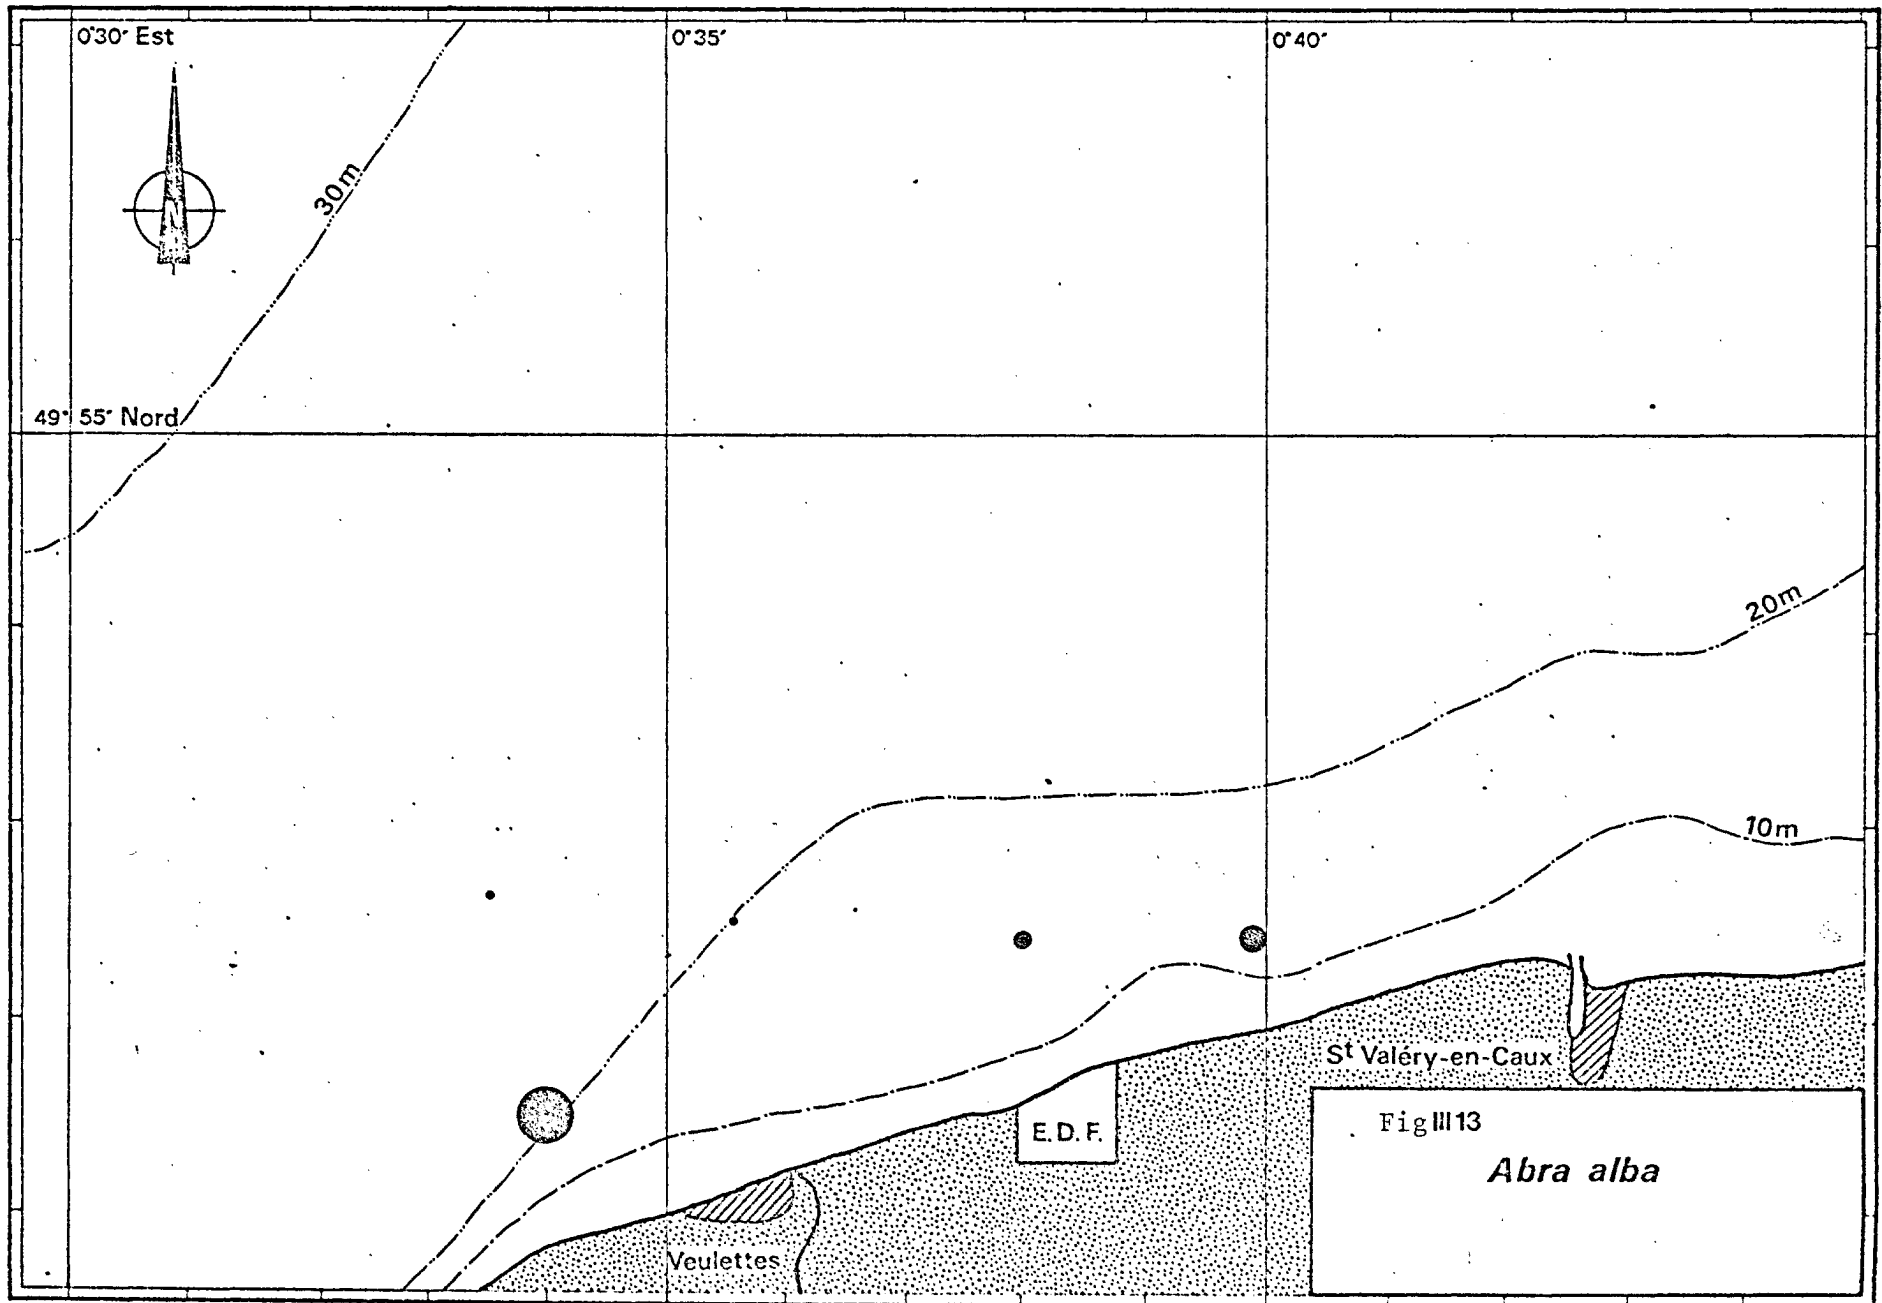 0°30' Est
0°35'
0°40'
30m
N
49° 55' Nord
20m
10m
St Valéry-en-Caux
E.D.F.
Fig III 13
Abra alba
Veulettes